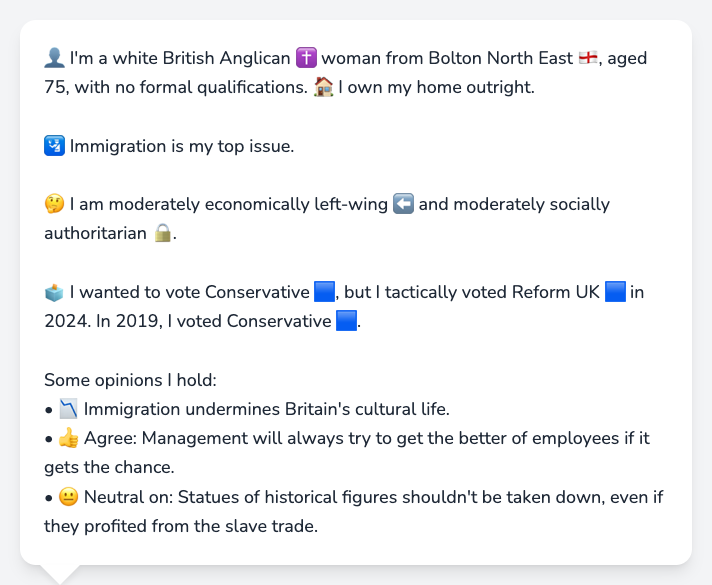 👤 I'm a white British Anglican ✝️ woman from Bolton North East 🏴󠁧󠁢󠁥󠁮󠁧󠁿, aged
75, with no formal qualifications. 🏠 I own my home outright.
🛂 Immigration is my top issue.
🤔 I am moderately economically left-wing ⬅️ and moderately socially
authoritarian 🔒.
🗳️ I wanted to vote Conservative 🟦, but I tactically voted Reform UK 🟦 in
2024. In 2019, I voted Conservative 🟦.
Some opinions I hold:
• 📉 Immigration undermines Britain's cultural life.
• 👍 Agree: Management will always try to get the better of employees if it
gets the chance.
• 😐 Neutral on: Statues of historical figures shouldn't be taken down, even if
they profited from the slave trade.